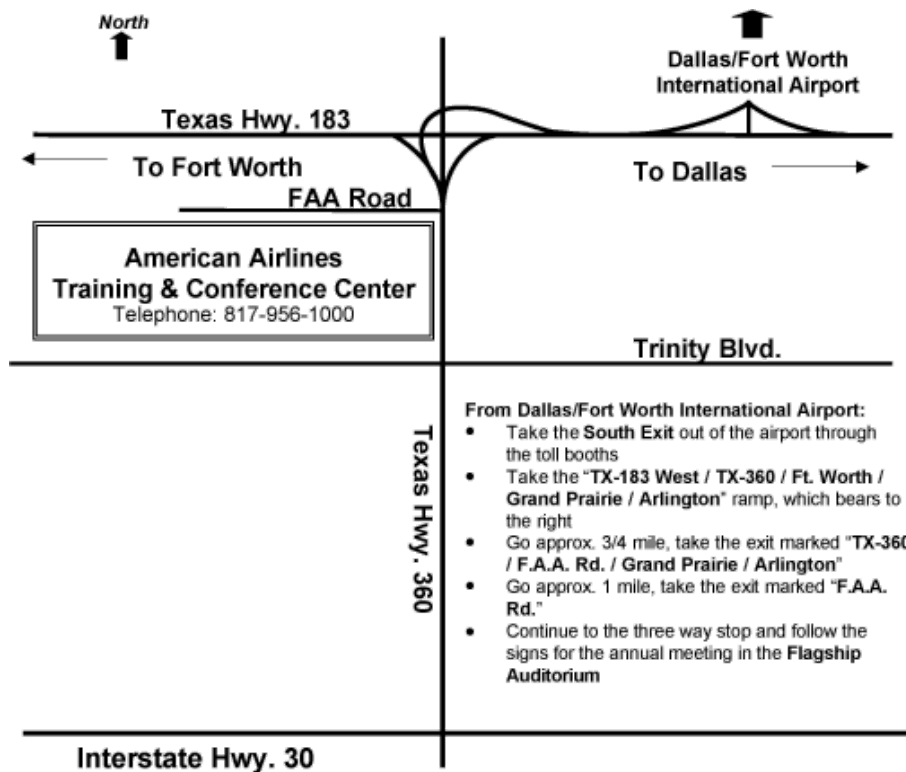 North
Dallas/Fort Worth
International Airport
Texas Hwy. 183
To Fort Worth
To Dallas
FAA Road
American Airlines
Training & Conference Center
Telephone: 817-956-1000
Trinity Blvd.
Texas Hwy. 360
From Dallas/Fort Worth International Airport:
• Take the South Exit out of the airport through
the toll booths
• Take the “TX-183 West / TX-360 / Ft. Worth /
Grand Prairie / Arlington” ramp, which bears to
the right
• Go approx. 3/4 mile, take the exit marked “TX-360
/ F.A.A. Rd. / Grand Prairie / Arlington”
• Go approx. 1 mile, take the exit marked “F.A.A.
Rd.”
• Continue to the three way stop and follow the
signs for the annual meeting in the Flagship
Auditorium
Interstate Hwy. 30